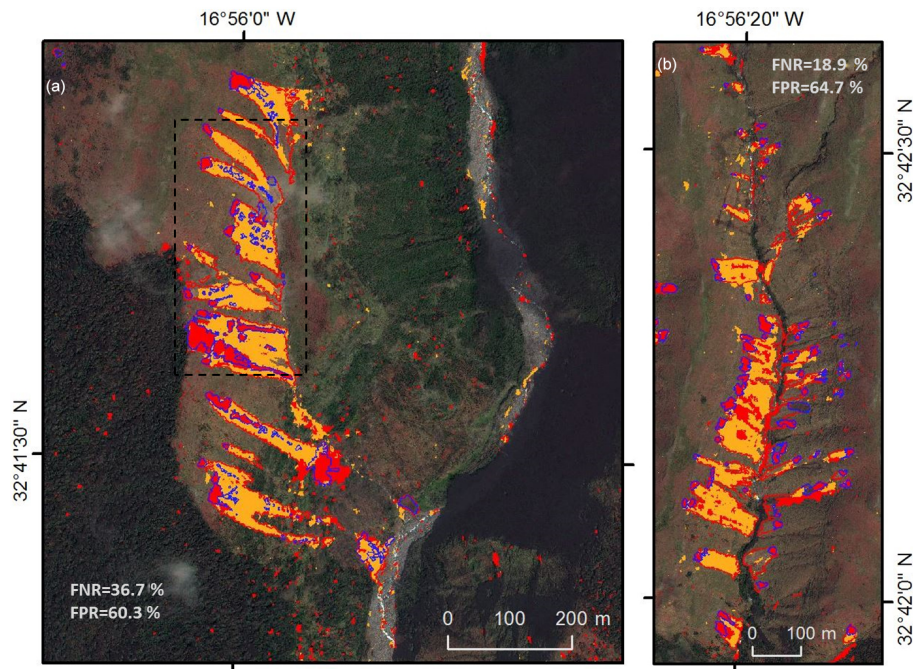 16°56'0" W
16°56'20" W
(a)
(b)
FNR=18.9 %
FPR=64.7 %
32°42'30" N
32°41'30" N
FNR=36.7 %
FPR=60.3 %
0 100 200 m
0 100 m
32°42'0" N